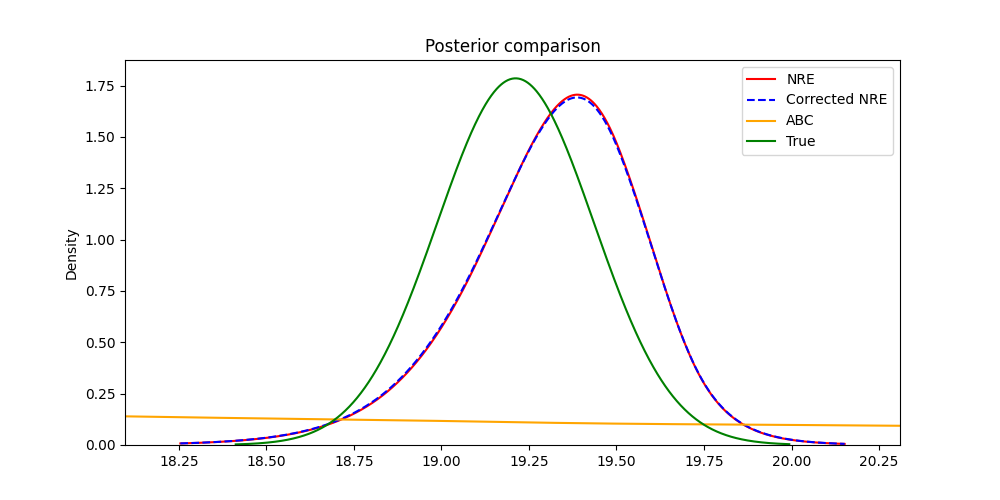 Posterior comparison
NRE
Corrected NRE
ABC
True
Density
1.75
1.50
1.25
1.00
0.75
0.50
0.25
0.00
18.25 18.50 18.75 19.00 19.25 19.50 19.75 20.00 20.25